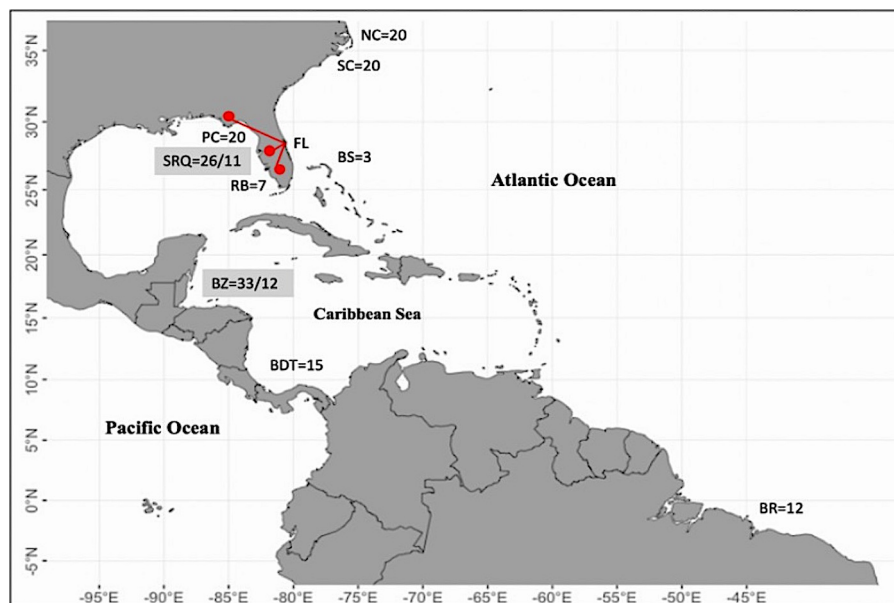 35°N
NC=20
SC=20
30°N
PC=20
FL
SRQ=26/11
BS=3
RB=7
Atlantic Ocean
25°N
20°N
BZ=33/12
15°N
Caribbean Sea
BDT=15
10°N
Pacific Ocean
5°N
0°N
BR=12
-5°N
-95°E -90°E -85°E -80°E -75°E -70°E -65°E -60°E -55°E -50°E -45°E